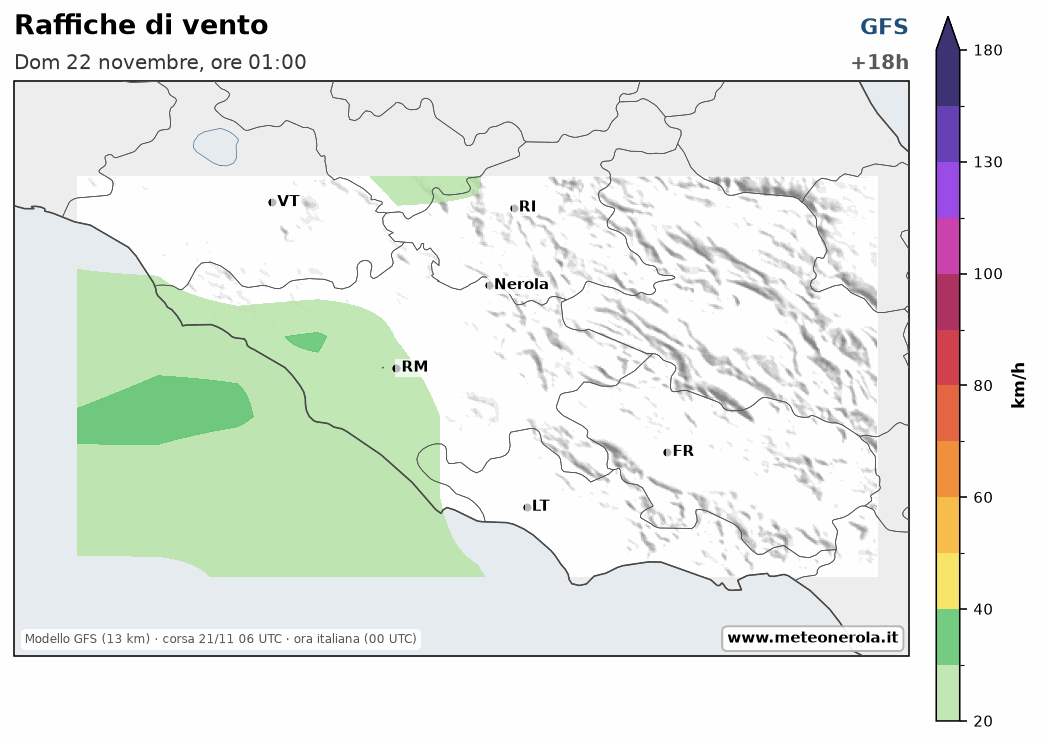 Raffiche di vento
GFS
Dom 22 novembre, ore 01:00
+18h
VT
RI
Nerola
RM
FR
LT
Modello GFS (13 km) · corsa 21/11 06 UTC · ora italiana (00 UTC)
www.meteonerola.it
180
130
100
80
60
40
20
km/h